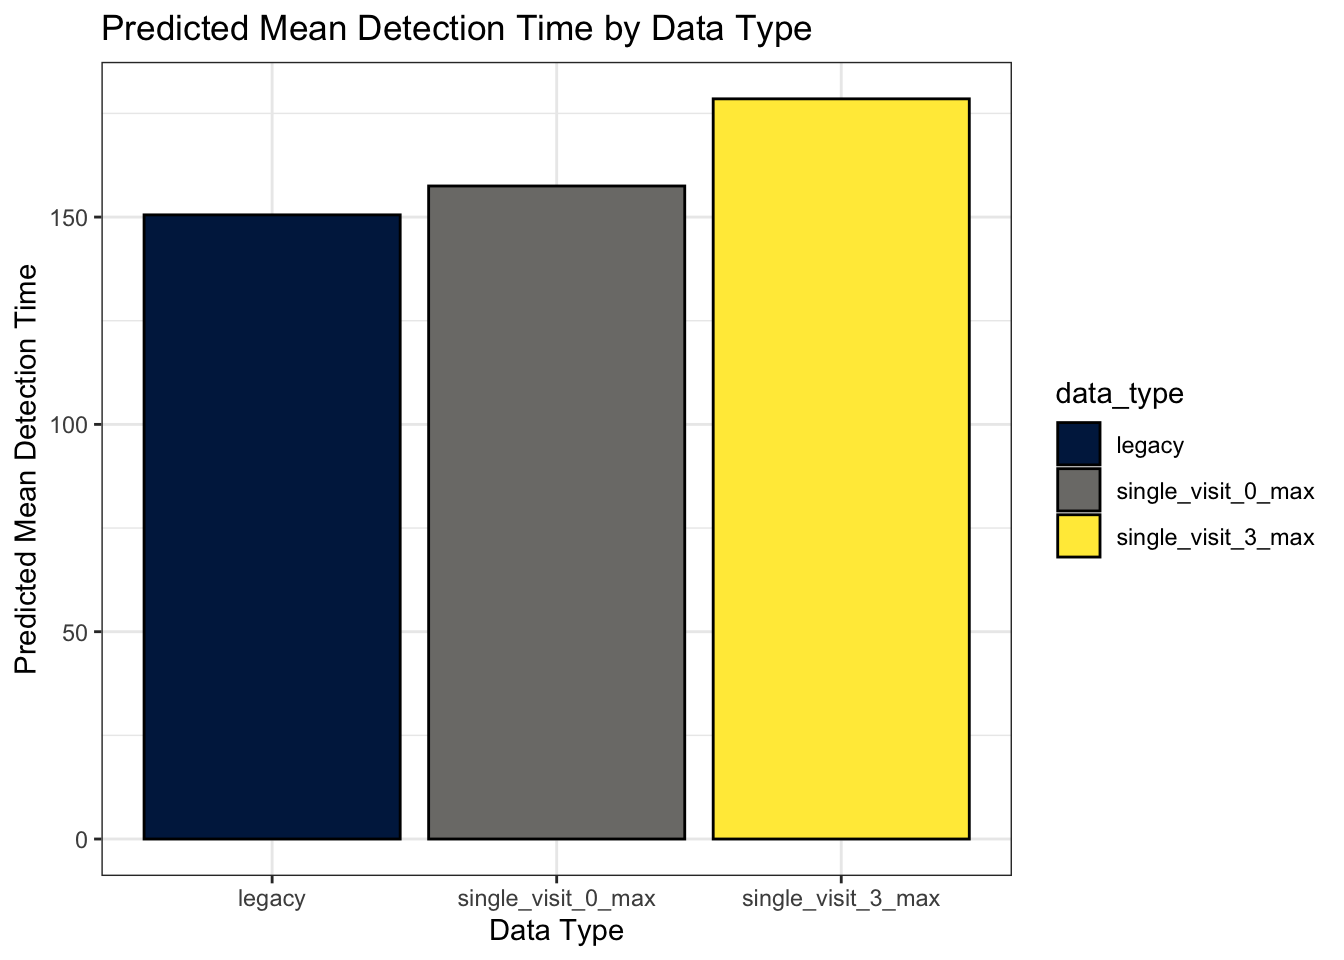 Predicted Mean Detection Time by Data Type
Predicted Mean Detection Time
150
100
50
0
legacy
single_visit_0_max
single_visit_3_max
Data Type
data_type
legacy
single_visit_0_max
single_visit_3_max